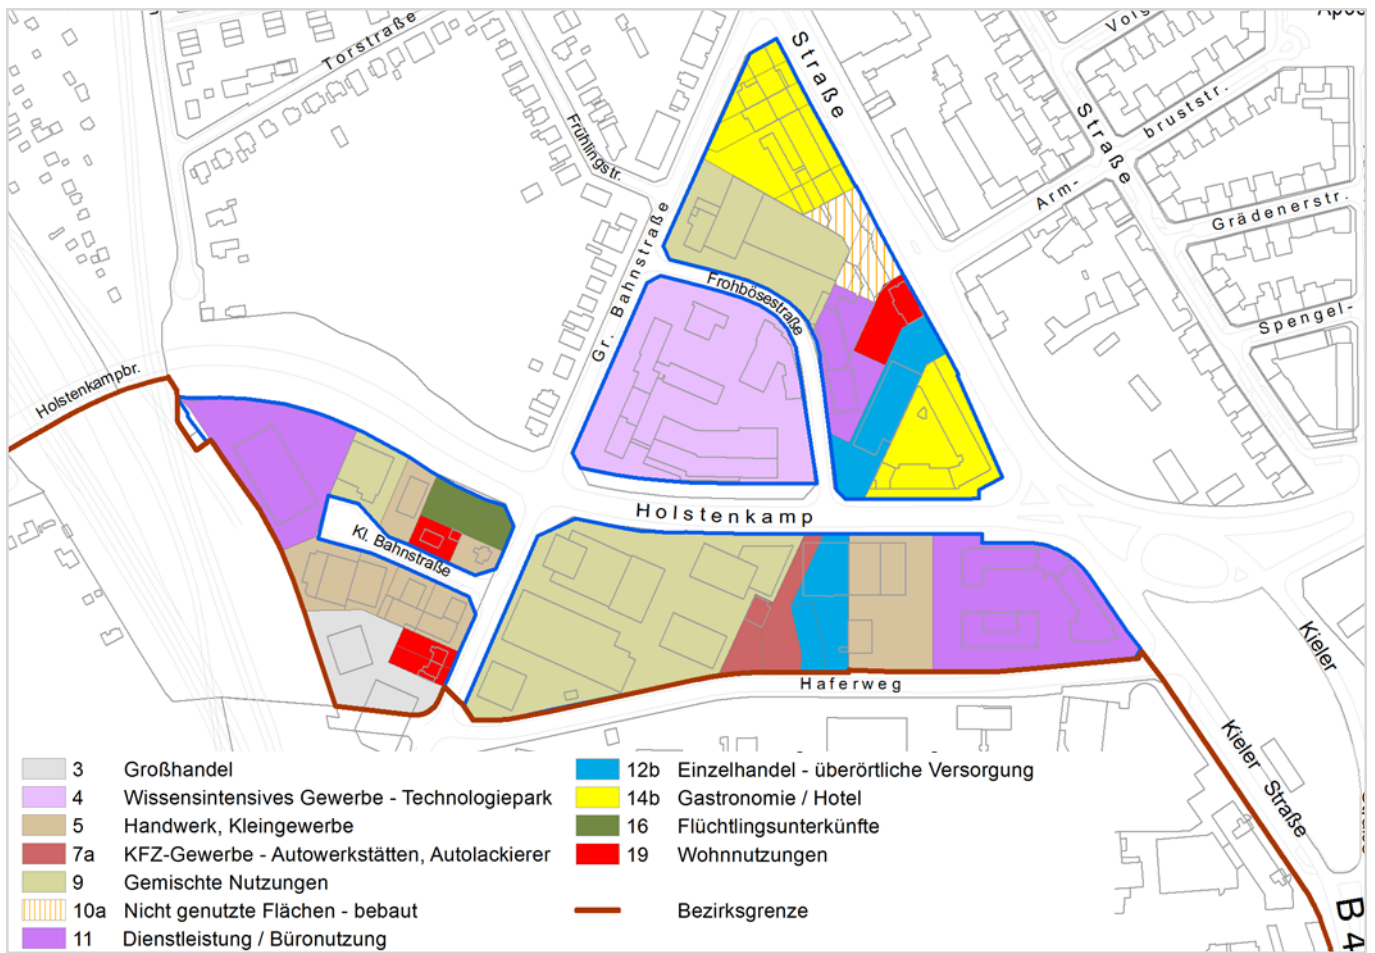 Torstraße
Straße
Frühlingstr.
Straße
bruststr.
Arm-
Grädenerstr.
Spengel-
Gr. Bahnstraße
Frohbösestraße
Holstenkampbr.
Holstenkamp
Kl. Bahnstraße
Haferweg
Kieler
Kieler Straße
B 4
3 Großhandel
4 Wissensintensives Gewerbe - Technologiepark
5 Handwerk, Kleingewerbe
7a KFZ-Gewerbe - Autowerkstätten, Autolackierer
9 Gemischte Nutzungen
10a Nicht genutzte Flächen - bebaut
11 Dienstleistung / Büronutzung
12b Einzelhandel - überörtliche Versorgung
14b Gastronomie / Hotel
16 Flüchtlingsunterkünfte
19 Wohnnutzungen
Bezirksgrenze